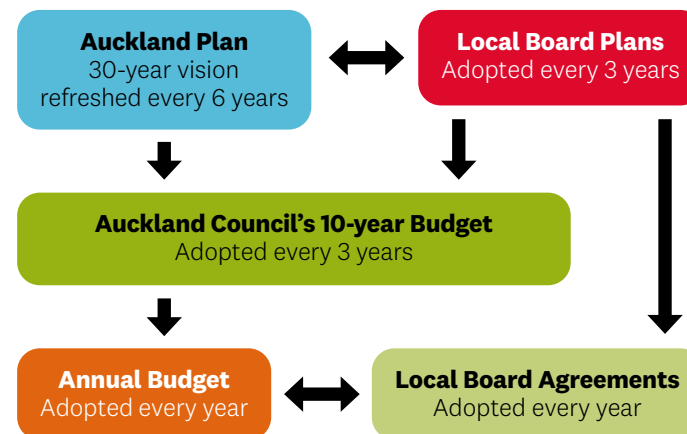 Auckland Plan
30-year vision
refreshed every 6 years
Local Board Plans
Adopted every 3 years
Auckland Council’s 10-year Budget
Adopted every 3 years
Annual Budget
Adopted every year
Local Board Agreements
Adopted every year